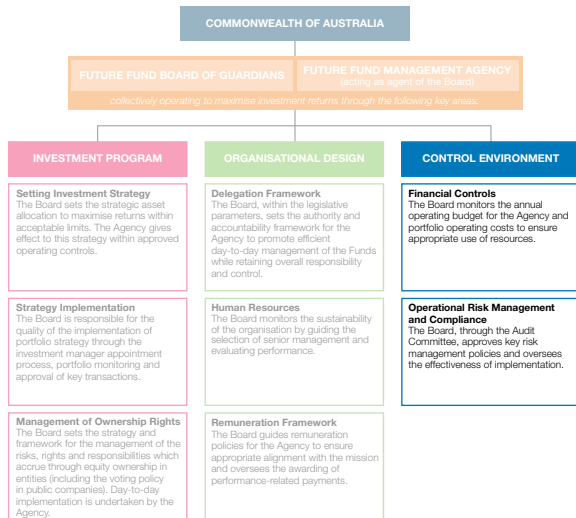 COMMONWEALTH OF AUSTRALIA
FUTURE FUND BOARD OF GUARDIANS
FUTURE FUND MANAGEMENT AGENCY
(acting as agent of the Board)
collectively operating to maximise investment returns through the following key areas:
INVESTMENT PROGRAM
Setting Investment Strategy
The Board sets the strategic asset
allocation to maximise returns within
acceptable limits. The Agency gives
effect to this strategy within approved
operating controls.
Strategy Implementation
The Board is responsible for the
quality of the implementation of
portfolio strategy through the
investment manager appointment
process, portfolio monitoring and
approval of key transactions.
Management of Ownership Rights
The Board sets the strategy and
framework for the management of the
risks, rights and responsibilities which
accrue through equity ownership in
entities (including the voting policy
in public companies). Day-to-day
implementation is undertaken by the
Agency.
ORGANISATIONAL DESIGN
Delegation Framework
The Board, within the legislative
parameters, sets the authority and
accountability framework for the
Agency to promote efficient
day-to-day management of the Funds
while retaining overall responsibility
and control.
Human Resources
The Board monitors the sustainability
of the organisation by guiding the
selection of senior management and
evaluating performance.
Remuneration Framework
The Board guides remuneration
policies for the Agency to ensure
appropriate alignment with the mission
and oversees the awarding of
performance-related payments.
CONTROL ENVIRONMENT
Financial Controls
The Board monitors the annual
operating budget for the Agency and
portfolio operating costs to ensure
appropriate use of resources.
Operational Risk Management
and Compliance
The Board, through the Audit
Committee, approves key risk
management policies and oversees
the effectiveness of implementation.